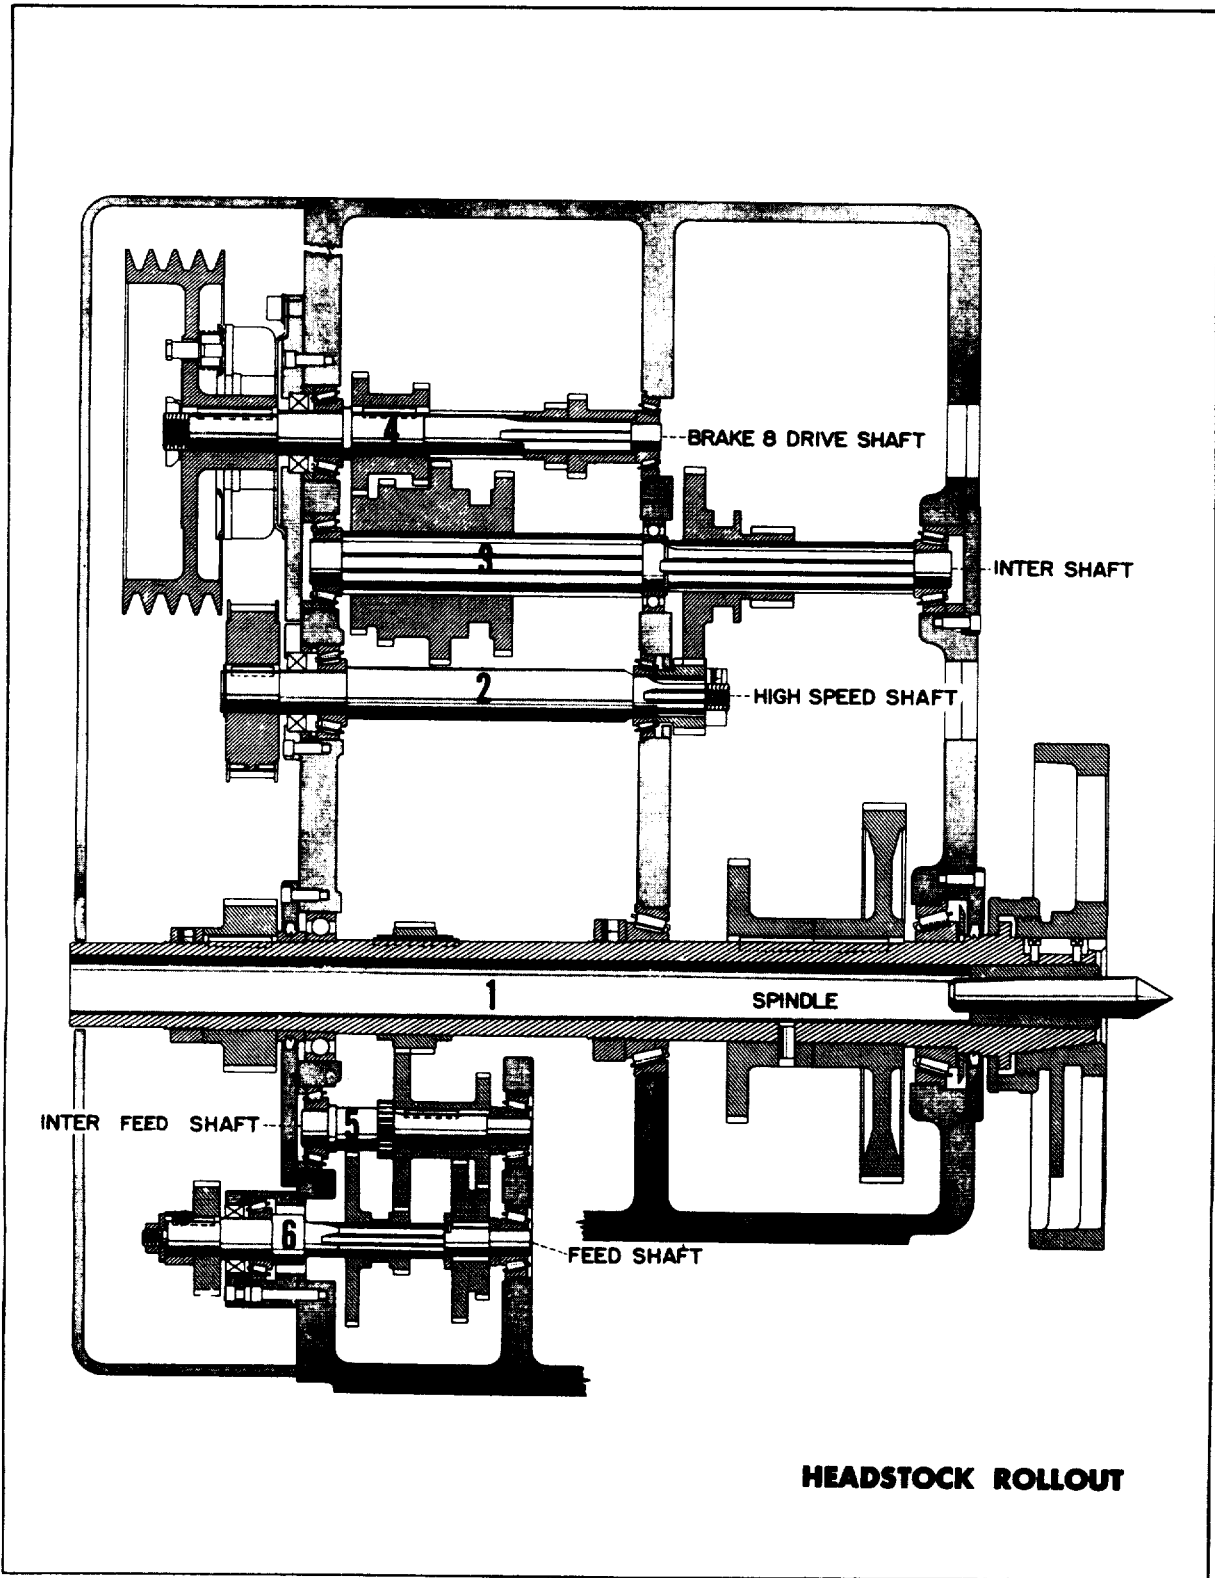 4
BRAKE 8 DRIVE SHAFT
3
INTER SHAFT
2
HIGH SPEED SHAFT
1
SPINDLE
INTER FEED SHAFT
5
6
FEED SHAFT
HEADSTOCK ROLLOUT